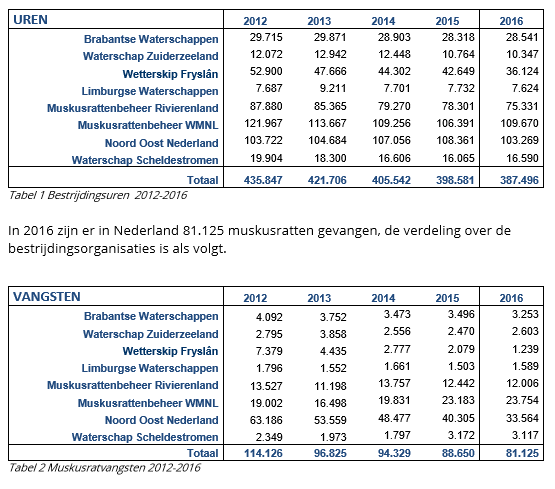 UREN 2012 2013 2014 2015 2016
Brabantse Waterschappen 29.715 29.871 28.903 28.318 28.541
Waterschap Zuiderzeeland 12.072 12.942 12.448 10.764 10.347
Wetterskip Fryslân 52.900 47.666 44.302 42.649 36.124
Limburgse Waterschappen 7.687 9.211 7.701 7.732 7.624
Muskusrattenbeheer Rivierenland 87.880 85.365 79.270 78.301 75.331
Muskusrattenbeheer WMNL 121.967 113.667 109.256 106.391 109.670
Noord Oost Nederland 103.722 104.684 107.056 108.361 103.269
Waterschap Scheldestromen 19.904 18.300 16.606 16.065 16.590
Totaal 435.847 421.706 405.542 398.581 387.496
Tabel 1 Bestrijdingsuren 2012-2016
In 2016 zijn er in Nederland 81.125 muskusratten gevangen, de verdeling over de
bestrijdingsorganisaties is als volgt.
VANGSTEN 2012 2013 2014 2015 2016
Brabantse Waterschappen 4.092 3.752 3.473 3.496 3.253
Waterschap Zuiderzeeland 2.795 3.858 2.556 2.470 2.603
Wetterskip Fryslân 7.379 4.435 2.777 2.079 1.239
Limburgse Waterschappen 1.796 1.552 1.661 1.503 1.589
Muskusrattenbeheer Rivierenland 13.527 11.198 13.757 12.442 12.006
Muskusrattenbeheer WMNL 19.002 16.498 19.831 23.183 23.754
Noord Oost Nederland 63.186 53.559 48.477 40.305 33.564
Waterschap Scheldestromen 2.349 1.973 1.797 3.172 3.117
Totaal 114.126 96.825 94.329 88.650 81.125
Tabel 2 Muskusratvangsten 2012-2016